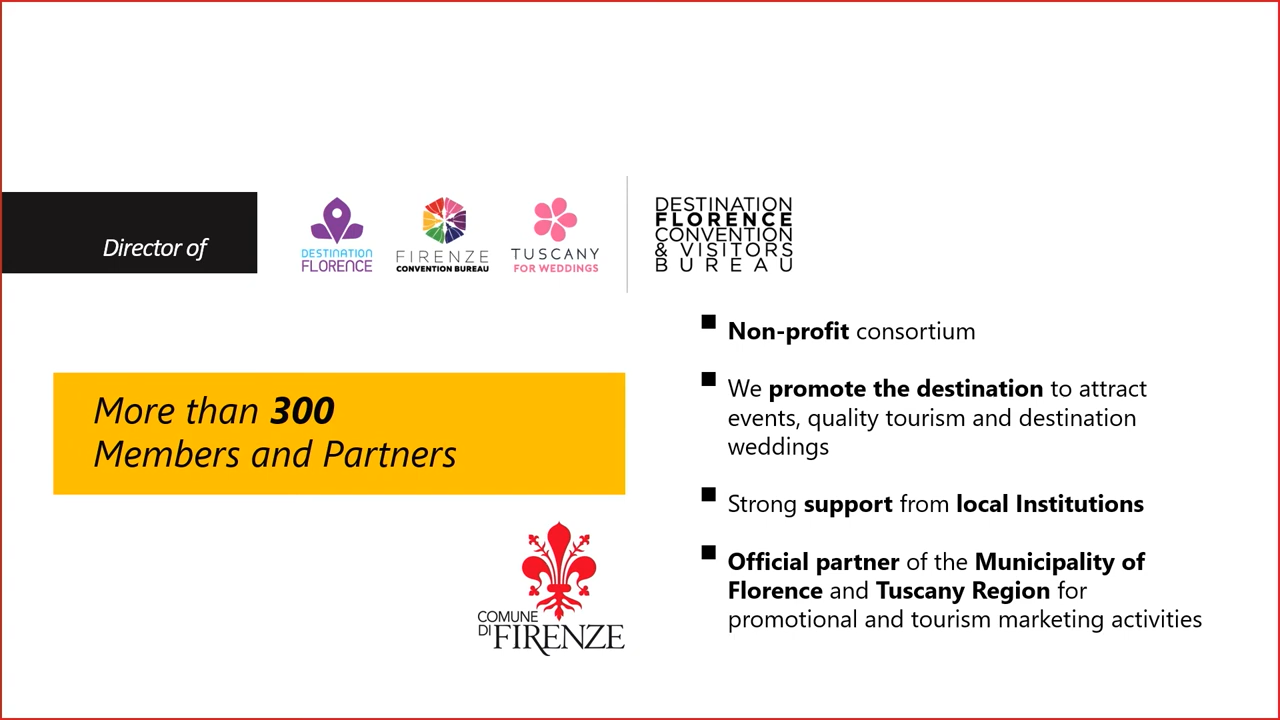 Director of
DESTINATION
FLORENCE
FIRENZE
CONVENTION BUREAU
TUSCANY
FOR WEDDINGS
DESTINATION
FLORENCE
CONVENTION
& VISITORS
BUREAU
More than 300
Members and Partners
COMUNE
DI FIRENZE
Non-profit consortium
We promote the destination to attract
events, quality tourism and destination
weddings
Strong support from local Institutions
Official partner of the Municipality of
Florence and Tuscany Region for
promotional and tourism marketing activities